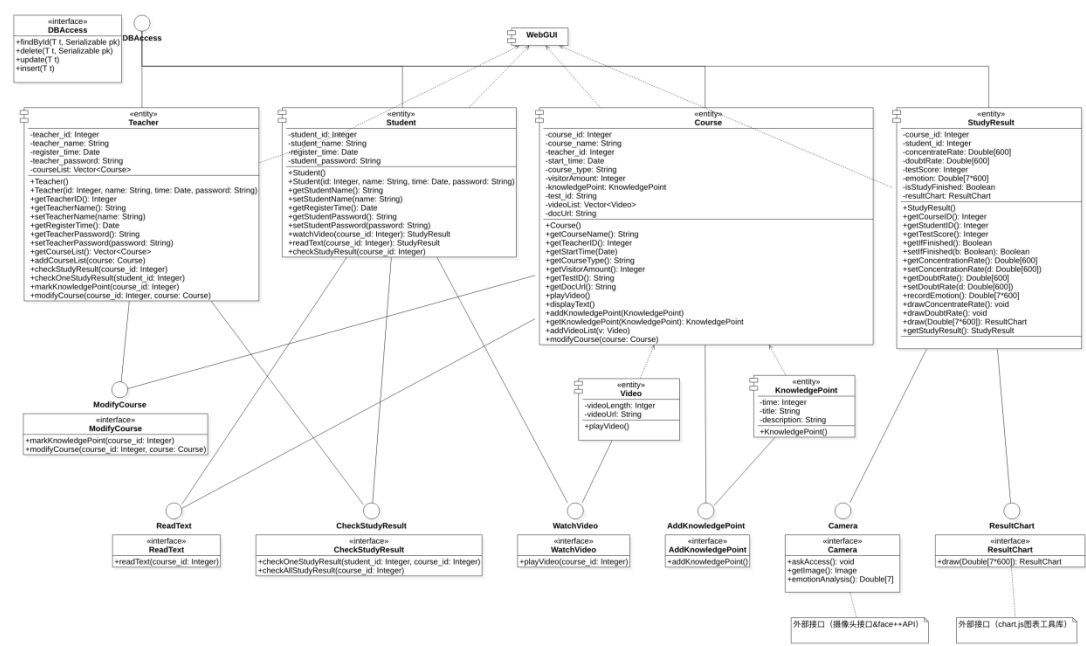 «interface»
DBAccess
+findById(T t, Serializable pk)
+delete(T t, Serializable pk)
+update(T t)
+insert(T t)
DBAccess
WebGUI
«entity»
Teacher
-teacher_id: Integer
-teacher_name: String
-register_time: Date
-teacher_password: String
-courseList: Vector<Course>
+Teacher()
+Teacher(id: Integer, name: String, time: Date, password: String)
+getTeacherID(): Integer
+getTeacherName(): String
+setTeacherName(name): String
+getRegisterTime(): Date
+getTeacherPassword(): String
+setTeacherPassword(password: String)
+getCourseList(): Vector<Course>
+addCourseList(course: Course)
+checkStudyResult(course_id: Integer)
+checkOneStudyResult(student_id: Integer)
+markKnowledgePoint(course_id: Integer)
+modifyCourse(course_id: Integer, course: Course)
«entity»
Student
-student_id: Integer
-student_name: String
-register_time: Date
-student_password: String
+Student()
+Student(id: Integer, name: String, time: Date, password: String)
+getStudentName(): String
+setStudentName(name: String)
+getRegisterTime(): Date
+getStudentPassword(): String
+setStudentPassword(password: String)
+watchVideo(course_id: Integer): StudyResult
+readText(course_id: Integer): StudyResult
+checkStudyResult(course_id: Integer)
«entity»
Course
-course_id: Integer
-course_name: String
-teacher_id: Integer
-start_time: Date
-course_type: String
-visitorAmount: Integer
-knowledgePoint: KnowledgePoint
-test_id: String
-videoList: Vector<Video>
-docUrl: String
+Course()
+getCourseName(): String
+getTeacherID(): Integer
+getStartTime(Date)
+getCourseType(): String
+getVisitorAmount(): Integer
+getTestID(): String
+getDocUrl(): String
+playVideo()
+displayText()
+addKnowledgePoint(KnowledgePoint)
+getKnowledgePoint(KnowledgePoint): KnowledgePoint
+addVideoList(v: Video)
+modifyCourse(course: Course)
«entity»
StudyResult
-course_id: Integer
-student_id: Integer
-concentrateRate: Double[600]
-doubtRate: Double[600]
-testScore: Integer
-emotion: Double[7*600]
-isStudyFinished: Boolean
-resultChart: ResultChart
+StudyResult()
+getCourseID(): Integer
+getStudentID(): Integer
+getTestScore(): Integer
+getIfFinished(): Boolean
+setIfFinished(b: Boolean): Boolean
+getConcentrationRate(): Double[600]
+setConcentrationRate(d: Double[600])
+getDoubtRate(): Double[600]
+setDoubtRate(d: Double[600])
+recordEmotion(): Double[7*600]
+drawConcentrateRate(): void
+drawDoubtRate(): void
+draw(Double[7*600]): ResultChart
+getStudyResult(): StudyResult
«entity»
Video
-videoLength: Intger
-videoUrl: String
+playVideo()
«entity»
KnowledgePoint
-time: Integer
-title: String
-description: String
+KnowledgePoint()
ModifyCourse
«interface»
ModifyCourse
+markKnowledgePoint(course_id: Integer)
+modifyCourse(course_id: Integer, course: Course)
ReadText
«interface»
ReadText
+readText(course_id: Integer)
CheckStudyResult
«interface»
CheckStudyResult
+checkOneStudyResult(student_id: Integer, course_id: Integer)
+checkAllStudyResult(course_id: Integer)
WatchVideo
«interface»
WatchVideo
+playVideo(course_id: Integer)
AddKnowledgePoint
«interface»
AddKnowledgePoint
+addKnowledgePoint()
Camera
«interface»
Camera
+askAccess(): void
+getImage(): Image
+emotionAnalysis(): Double[7]
ResultChart
«interface»
ResultChart
+draw(Double[7*600]): ResultChart
外部接口（摄像头接口&face++API）
外部接口（chart.js图表工具库）